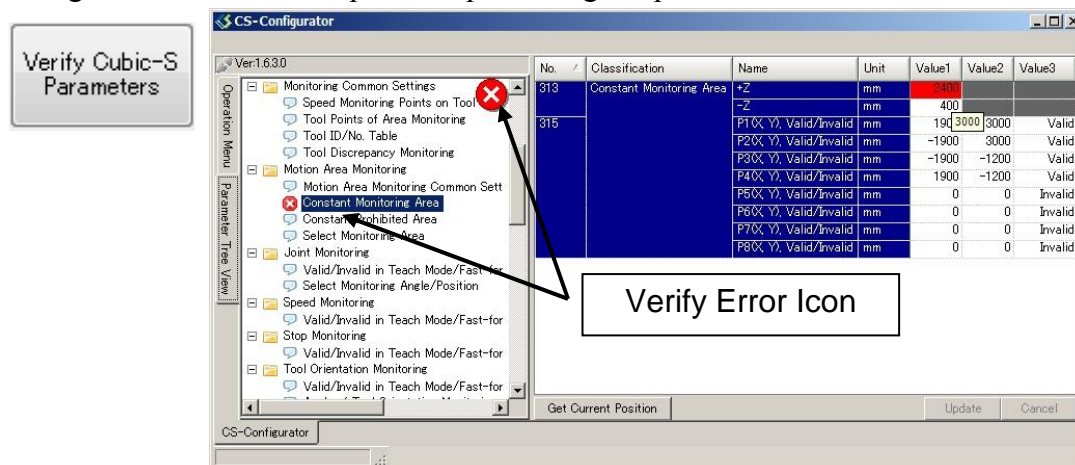 Verify Cubic-S
Parameters
CS-Configurator
Ver:1.6.3.0
Operation Menu
Parameter Tree View
Monitoring Common Settings
Speed Monitoring Points on Tool
Tool Points of Area Monitoring
Tool ID/No. Table
Tool Discrepancy Monitoring
Motion Area Monitoring
Motion Area Monitoring Common Sett
Constant Monitoring Area
Constant Prohibited Area
Select Monitoring Area
Joint Monitoring
Valid/Invalid in Teach Mode/Fast-for
Select Monitoring Angle/Position
Speed Monitoring
Valid/Invalid in Teach Mode/Fast-for
Stop Monitoring
Valid/Invalid in Teach Mode/Fast-for
Tool Orientation Monitoring
Valid/Invalid in Teach Mode/Fast-for
No. Classification Name Unit Value1 Value2 Value3
313 Constant Monitoring Area +Z mm 2400
-Z mm 400
315 P1(X, Y), Valid/Invalid mm 190 3000 3000 Valid
P2(X, Y), Valid/Invalid mm -1900 3000 Valid
P3(X, Y), Valid/Invalid mm -1900 -1200 Valid
P4(X, Y), Valid/Invalid mm 1900 -1200 Valid
P5(X, Y), Valid/Invalid mm 0 0 Invalid
P6(X, Y), Valid/Invalid mm 0 0 Invalid
P7(X, Y), Valid/Invalid mm 0 0 Invalid
P8(X, Y), Valid/Invalid mm 0 0 Invalid
Verify Error Icon
Get Current Position Update Cancel
CS-Configurator